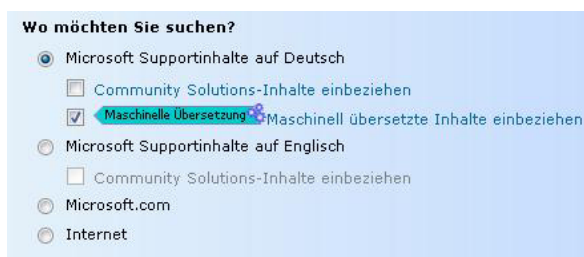 Wo möchten Sie suchen?
Microsoft Supportinhalte auf Deutsch
Community Solutions-Inhalte einbeziehen
Maschinelle Übersetzung Maschinell übersetzte Inhalte einbeziehen
Microsoft Supportinhalte auf Englisch
Community Solutions-Inhalte einbeziehen
Microsoft.com
Internet